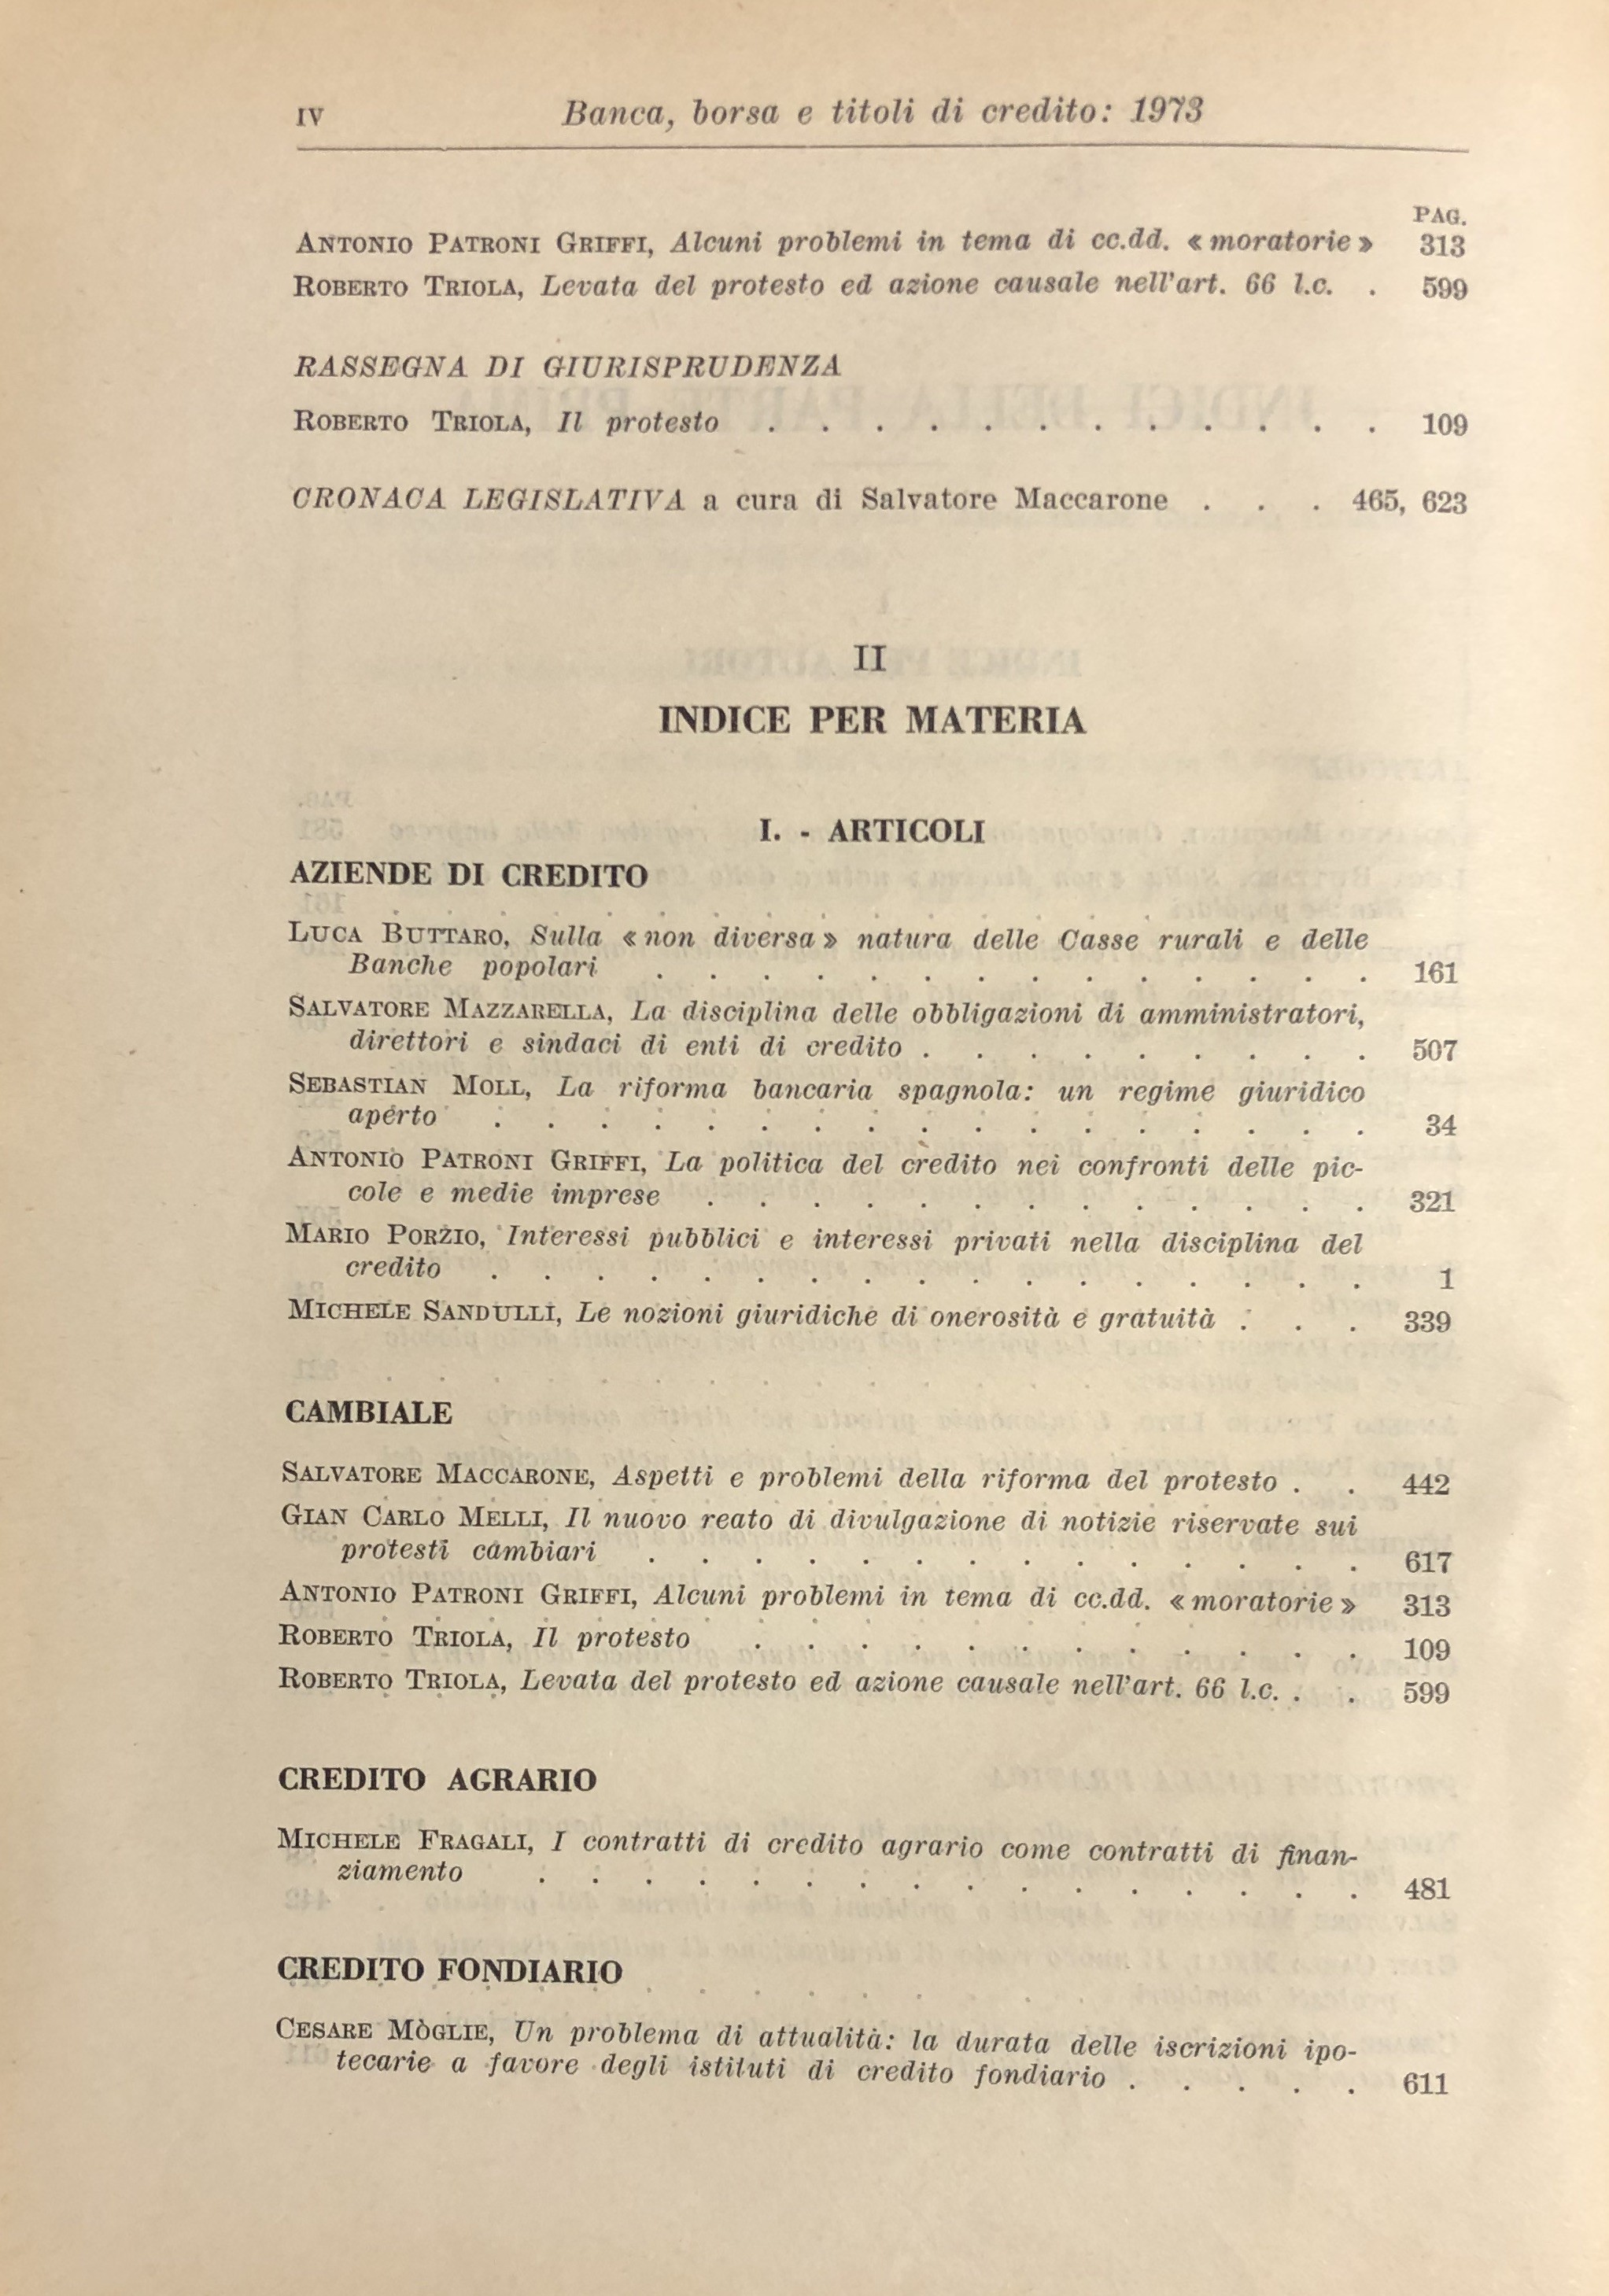 IV Banca, borsa e titoli di credito: 1973
PAG.
ANTONIO PATRONI GRIFFI, Alcuni problemi in tema di cc.dd. « moratorie » 313
ROBERTO TRIOLA, Levata del protesto ed azione causale nell'art. 66 l.c. . 599
RASSEGNA DI GIURISPRUDENZA
ROBERTO TRIOLA, Il protesto . . . . . . . . . . . . 109
CRONACA LEGISLATIVA a cura di Salvatore Maccarone . . . 465, 623
II
INDICE PER MATERIA
I. - ARTICOLI
AZIENDE DI CREDITO
LUCA BUTTARO, Sulla « non diversa » natura delle Casse rurali e delle
Banche popolari . . . . . . . . . . . . . . 161
SALVATORE MAZZARELLA, La disciplina delle obbligazioni di amministratori,
direttori e sindaci di enti di credito . . . . . . . . . 507
SEBASTIAN MOLL, La riforma bancaria spagnola: un regime giuridico
aperto . . . . . . . . . . . . . . . . . 34
ANTONIO PATRONI GRIFFI, La politica del credito nei confronti delle pic-
cole e medie imprese . . . . . . . . . . . . . 321
MARIO PORZIO, Interessi pubblici e interessi privati nella disciplina del
credito . . . . . . . . . . . . . . . . . 1
MICHELE SANDULLI, Le nozioni giuridiche di onerosità e gratuità . . . 339
CAMBIALE
SALVATORE MACCARONE, Aspetti e problemi della riforma del protesto . . 442
GIAN CARLO MELLI, Il nuovo reato di divulgazione di notizie riservate sui
protesti cambiari . . . . . . . . . . . . . . 617
ANTONIO PATRONI GRIFFI, Alcuni problemi in tema di cc.dd. « moratorie » 313
ROBERTO TRIOLA, Il protesto . . . . . . . . . . . . 109
ROBERTO TRIOLA, Levata del protesto ed azione causale nell'art. 66 l.c. . . 599
CREDITO AGRARIO
MICHELE FRAGALI, I contratti di credito agrario come contratti di finan-
ziamento . . . . . . . . . . . . . . . . 481
CREDITO FONDIARIO
CESARE MÒGLIE, Un problema di attualità: la durata delle iscrizioni ipo-
tecarie a favore degli istituti di credito fondiario . . . . . 611